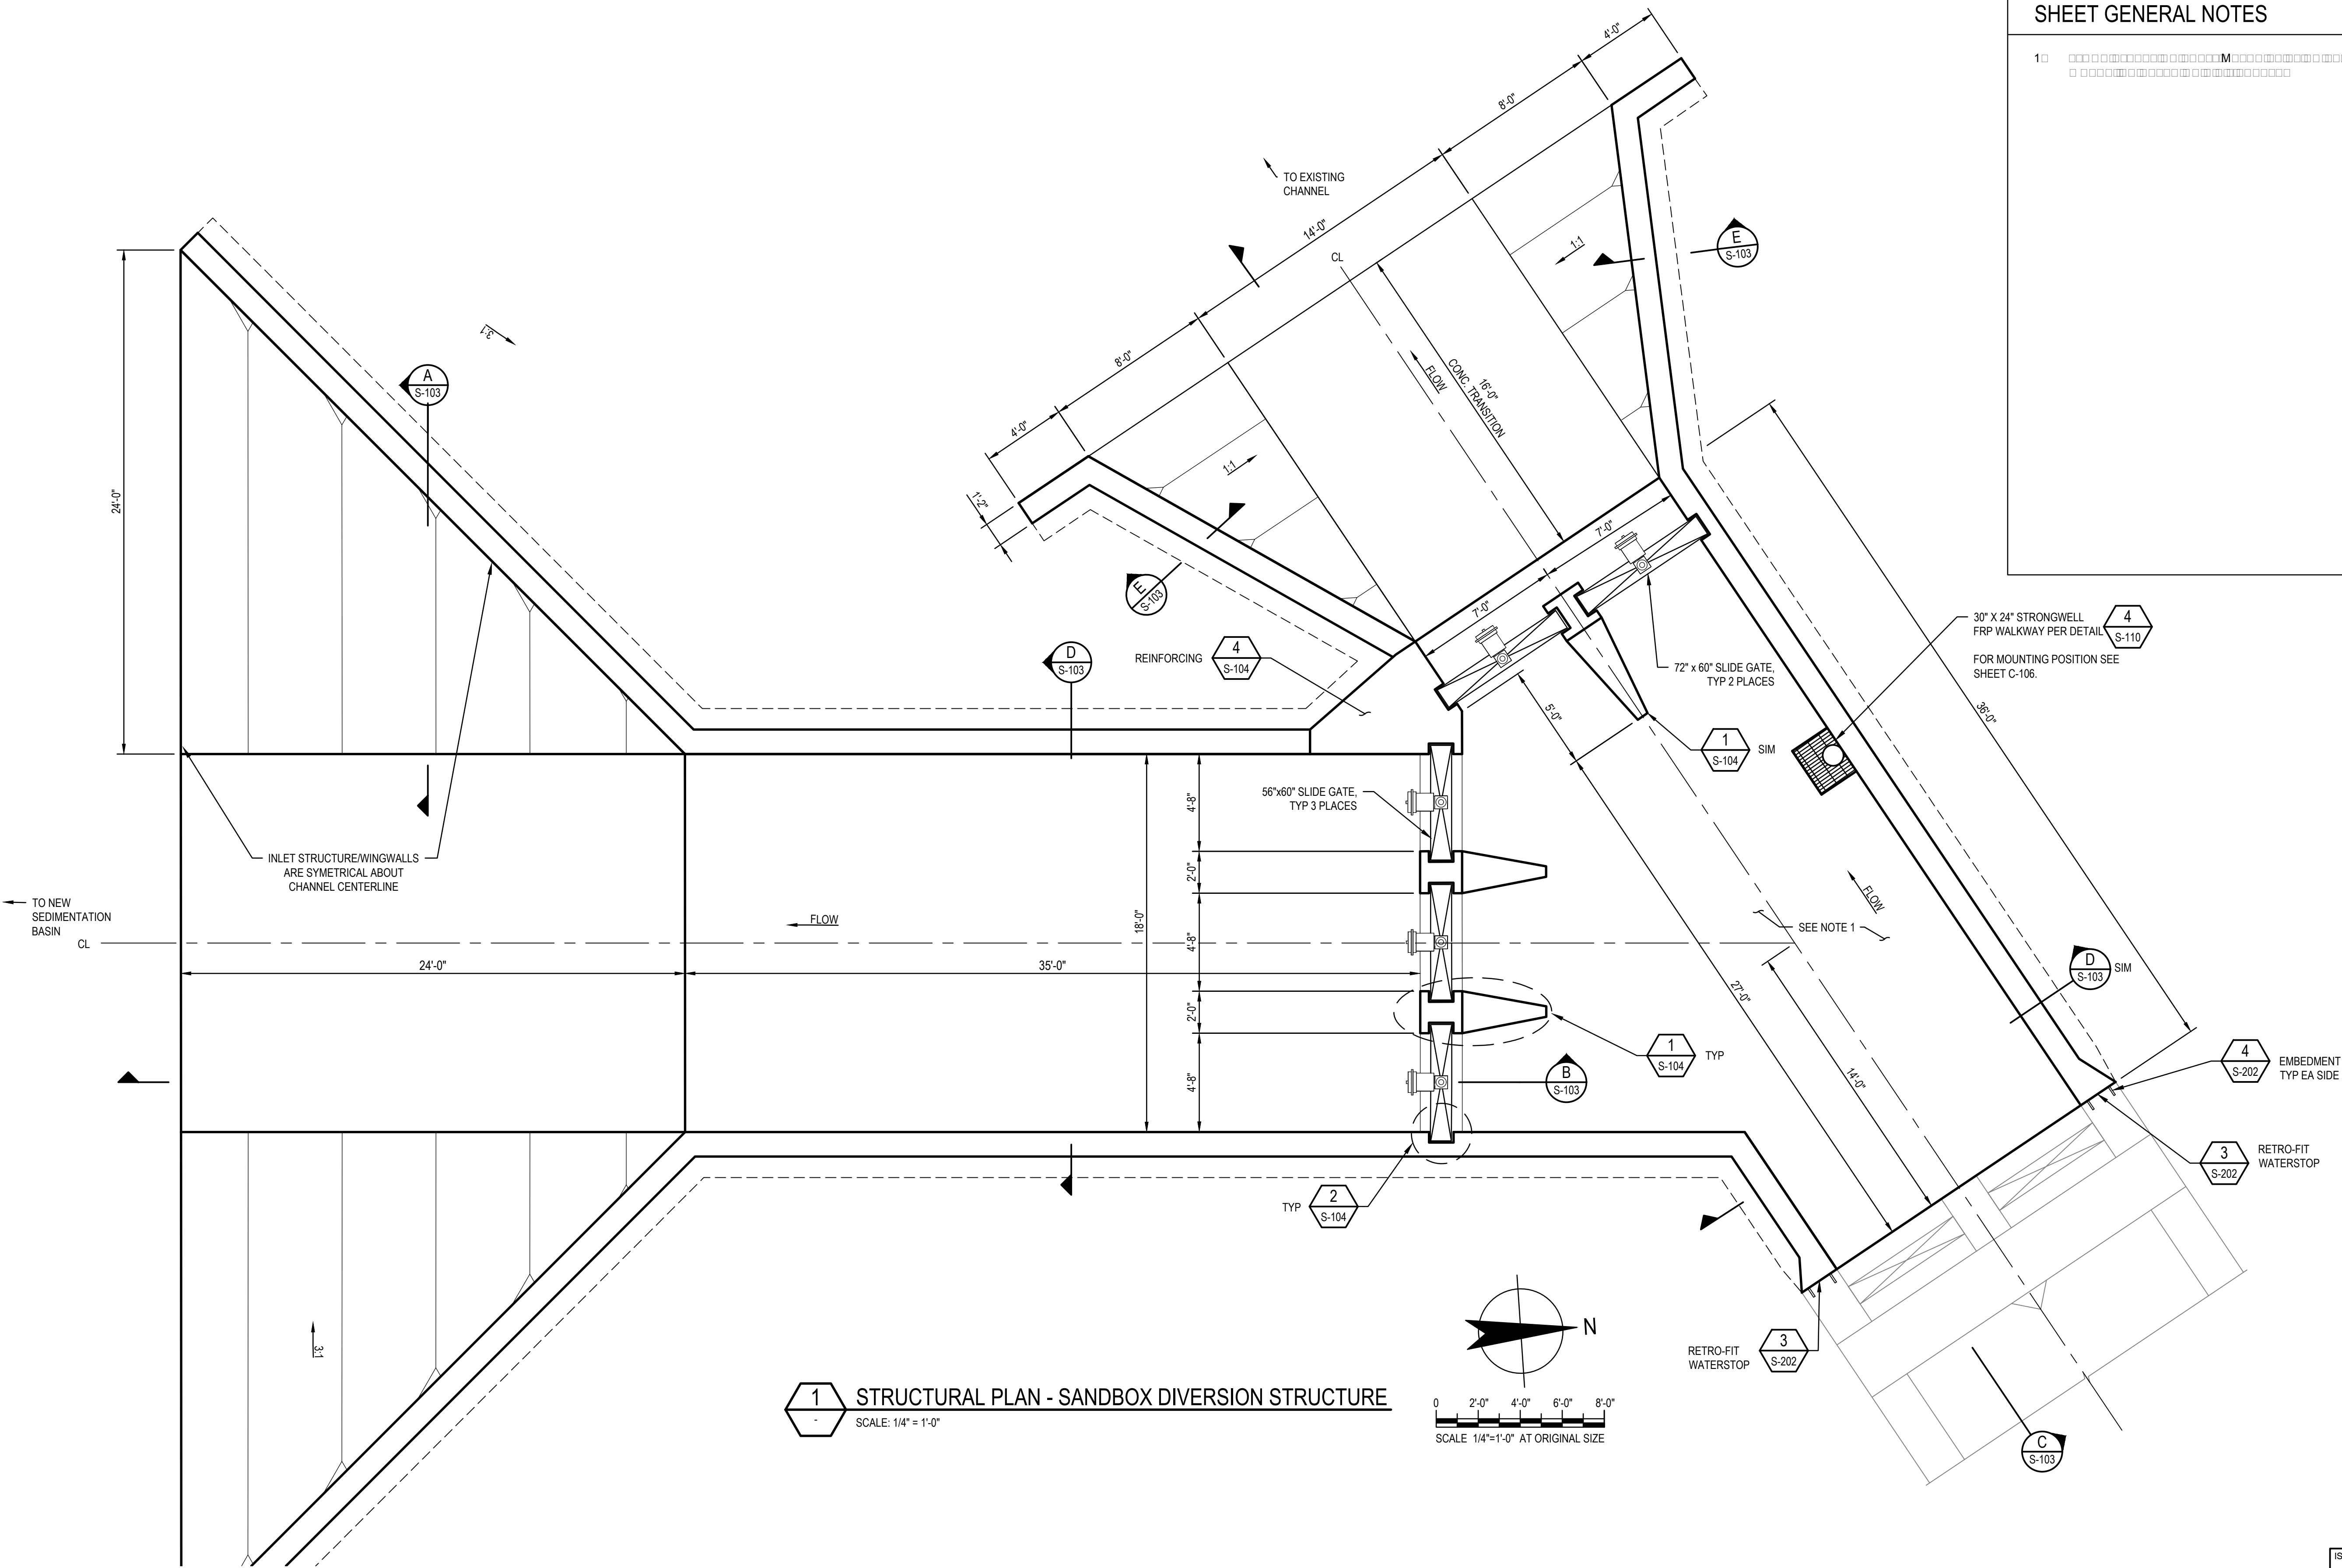 SHEET GENERAL NOTES
1
4'-0"
8'-0"
14'-0"
8'-0"
4'-0"
1'-2"
TO EXISTING
CHANNEL
CL
FLOW
16'-0"
CONC. TRANSITION
1:1
1:1
E
S-103
E
S-103
3:1
A
S-103
24'-0"
D
S-103
REINFORCING
4
S-104
7'-0"
7'-0"
72" x 60" SLIDE GATE,
TYP 2 PLACES
30" X 24" STRONGWELL
FRP WALKWAY PER DETAIL
4
S-110
FOR MOUNTING POSITION SEE
SHEET C-106.
36'-0"
5'-0"
1
S-104
SIM
56"x60" SLIDE GATE,
TYP 3 PLACES
4'-8"
2'-0"
4'-8"
2'-0"
4'-8"
18'-0"
INLET STRUCTURE/WINGWALLS
ARE SYMETRICAL ABOUT
CHANNEL CENTERLINE
TO NEW
SEDIMENTATION
BASIN
CL
FLOW
24'-0"
35'-0"
FLOW
SEE NOTE 1
27'-0"
14'-0"
D
S-103
SIM
1
S-104
TYP
B
S-103
4
S-202
EMBEDMENT
TYP EA SIDE
3
S-202
RETRO-FIT
WATERSTOP
TYP
2
S-104
RETRO-FIT
WATERSTOP
3
S-202
3:1
N
1
-
STRUCTURAL PLAN - SANDBOX DIVERSION STRUCTURE
SCALE: 1/4" = 1'-0"
0 2'-0" 4'-0" 6'-0" 8'-0"
SCALE 1/4"=1'-0" AT ORIGINAL SIZE
C
S-103